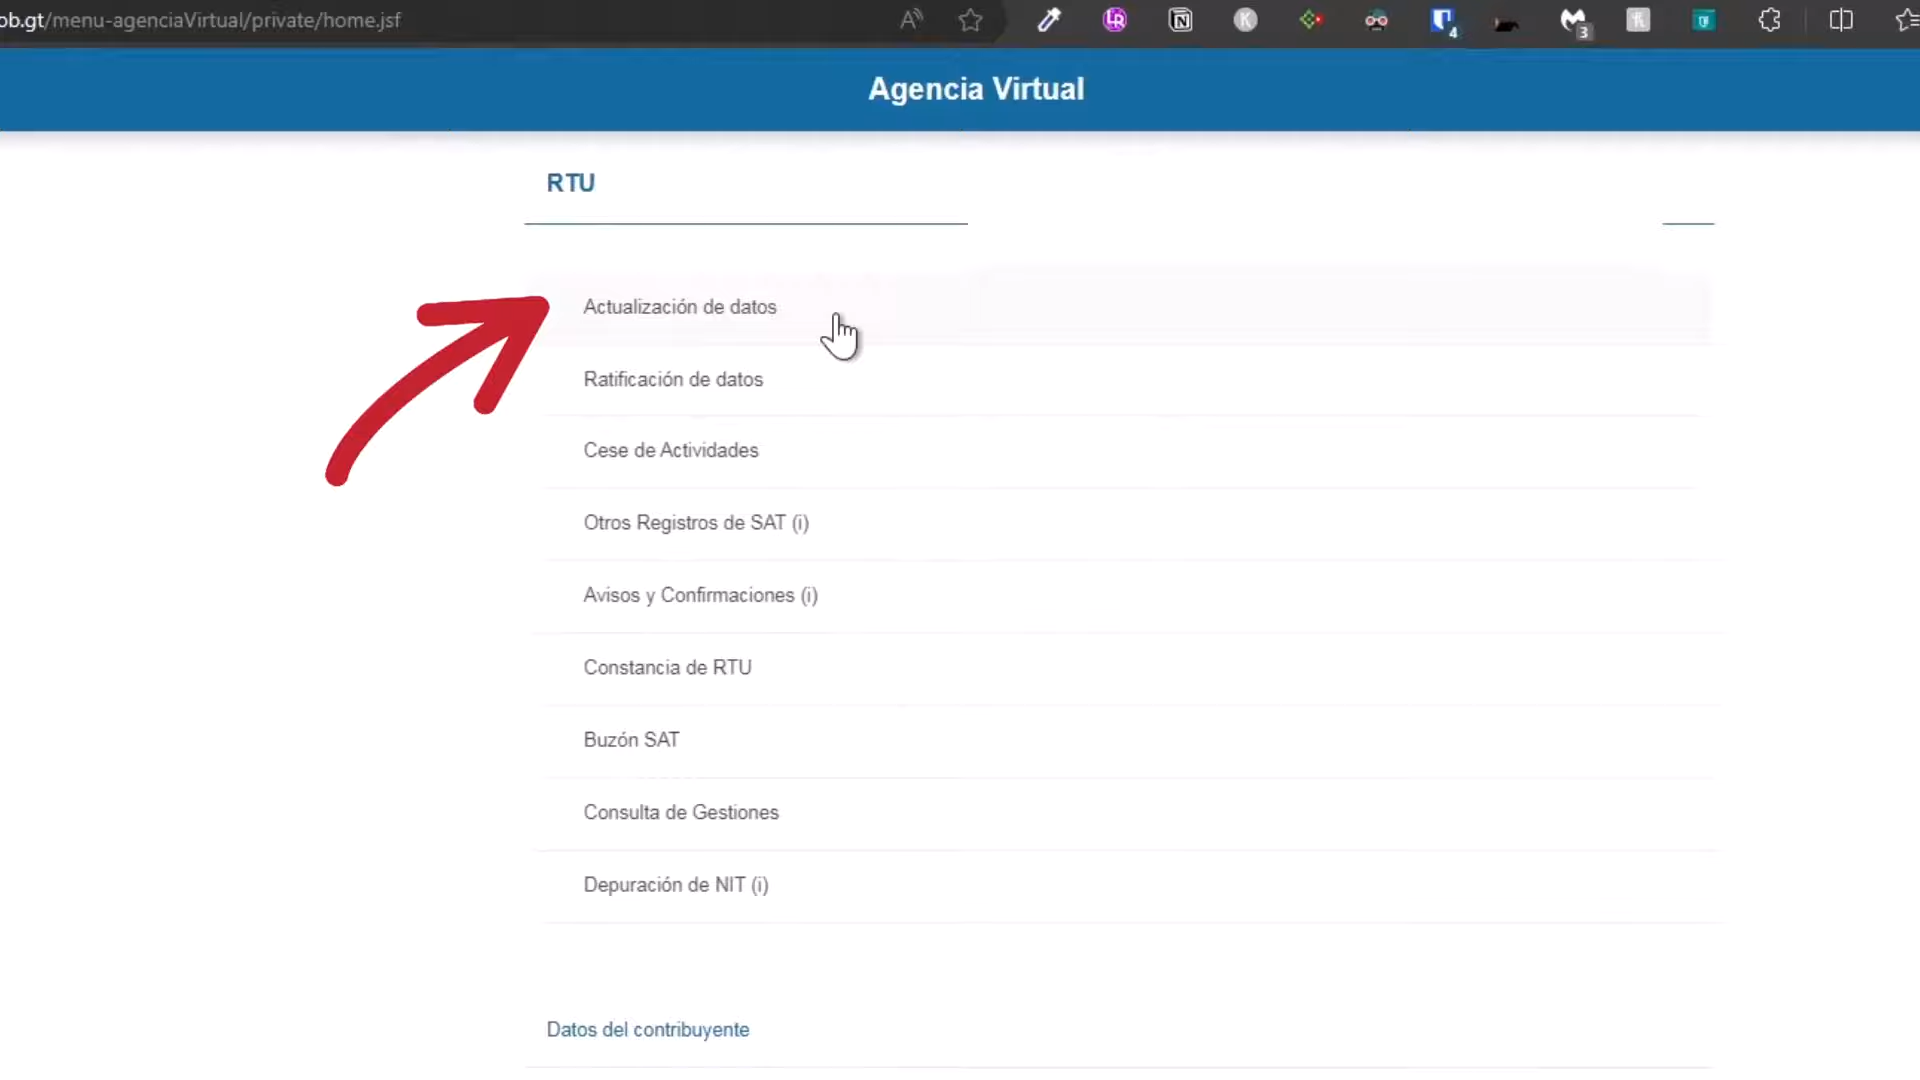 ob.gt/menu-agenciaVirtual/private/home.jsf
4
3
Agencia Virtual
RTU
Actualización de datos
Ratificación de datos
Cese de Actividades
Otros Registros de SAT (i)
Avisos y Confirmaciones (i)
Constancia de RTU
Buzón SAT
Consulta de Gestiones
Depuración de NIT (i)
Datos del contribuyente